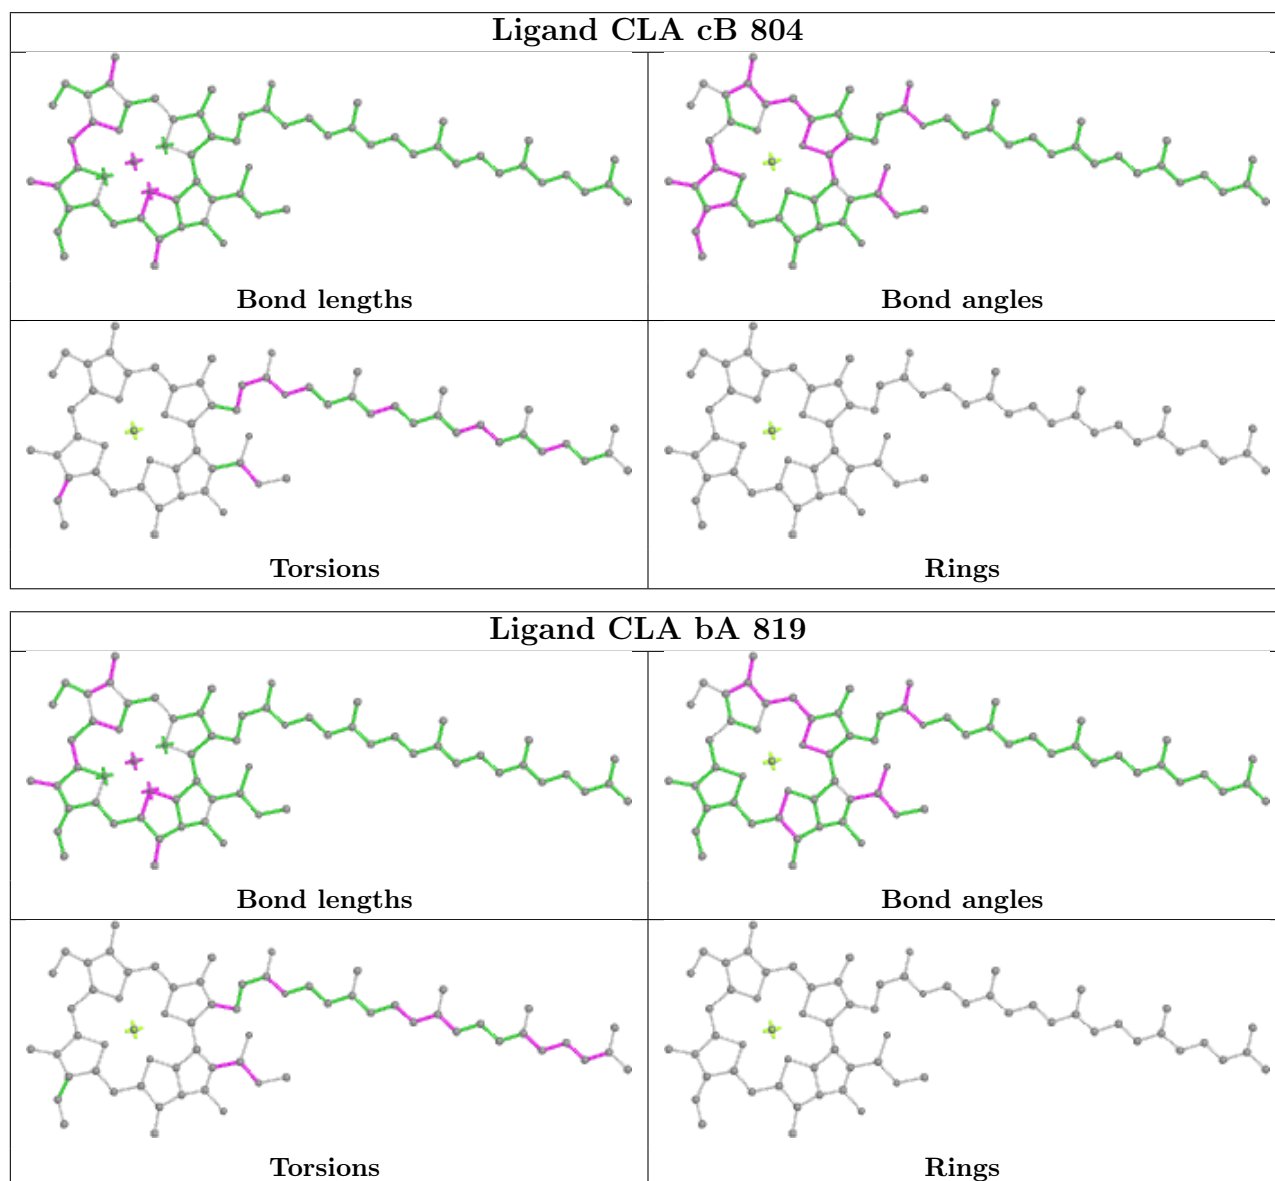 Ligand CLA cB 804
Bond lengths
Bond angles
Torsions
Rings
Ligand CLA bA 819
Bond lengths
Bond angles
Torsions
Rings